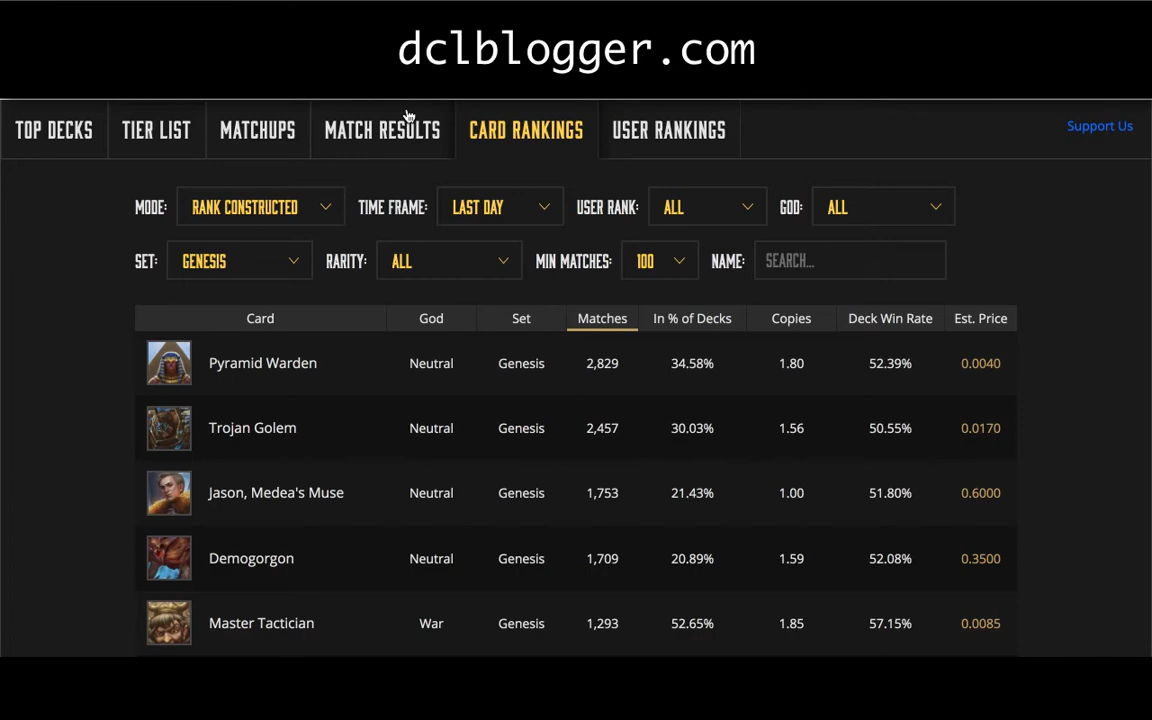 dclblogger.com
TOP DECKS TIER LIST MATCHUPS MATCH RESULTS CARD RANKINGS USER RANKINGS Support Us
MODE: RANK CONSTRUCTED TIME FRAME: LAST DAY USER RANK: ALL GOD: ALL
SET: GENESIS RARITY: ALL MIN MATCHES: 100 NAME: SEARCH...
Card God Set Matches In % of Decks Copies Deck Win Rate Est. Price
Pyramid Warden Neutral Genesis 2,829 34.58% 1.80 52.39% 0.0040
Trojan Golem Neutral Genesis 2,457 30.03% 1.56 50.55% 0.0170
Jason, Medea's Muse Neutral Genesis 1,753 21.43% 1.00 51.80% 0.6000
Demogorgon Neutral Genesis 1,709 20.89% 1.59 52.08% 0.3500
Master Tactician War Genesis 1,293 52.65% 1.85 57.15% 0.0085